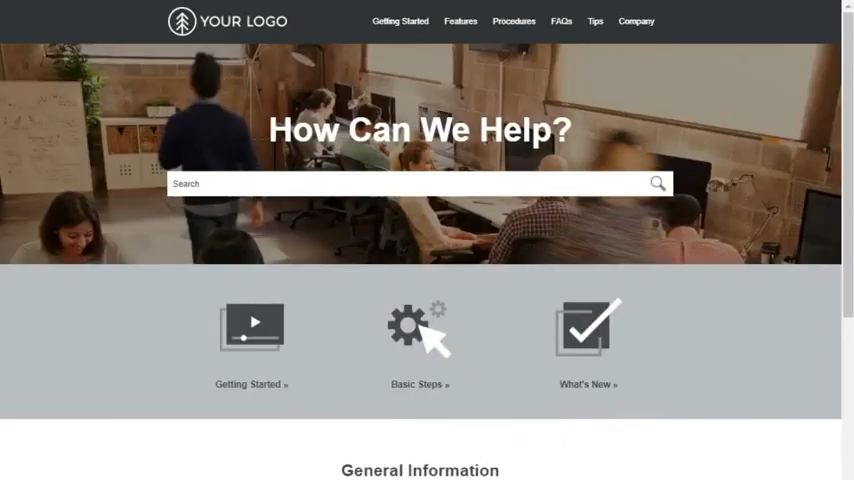 YOUR LOGO
Getting Started Features Procedures FAQs Tips Company
How Can We Help?
Search
Getting Started » Basic Steps » What's New »
General Information